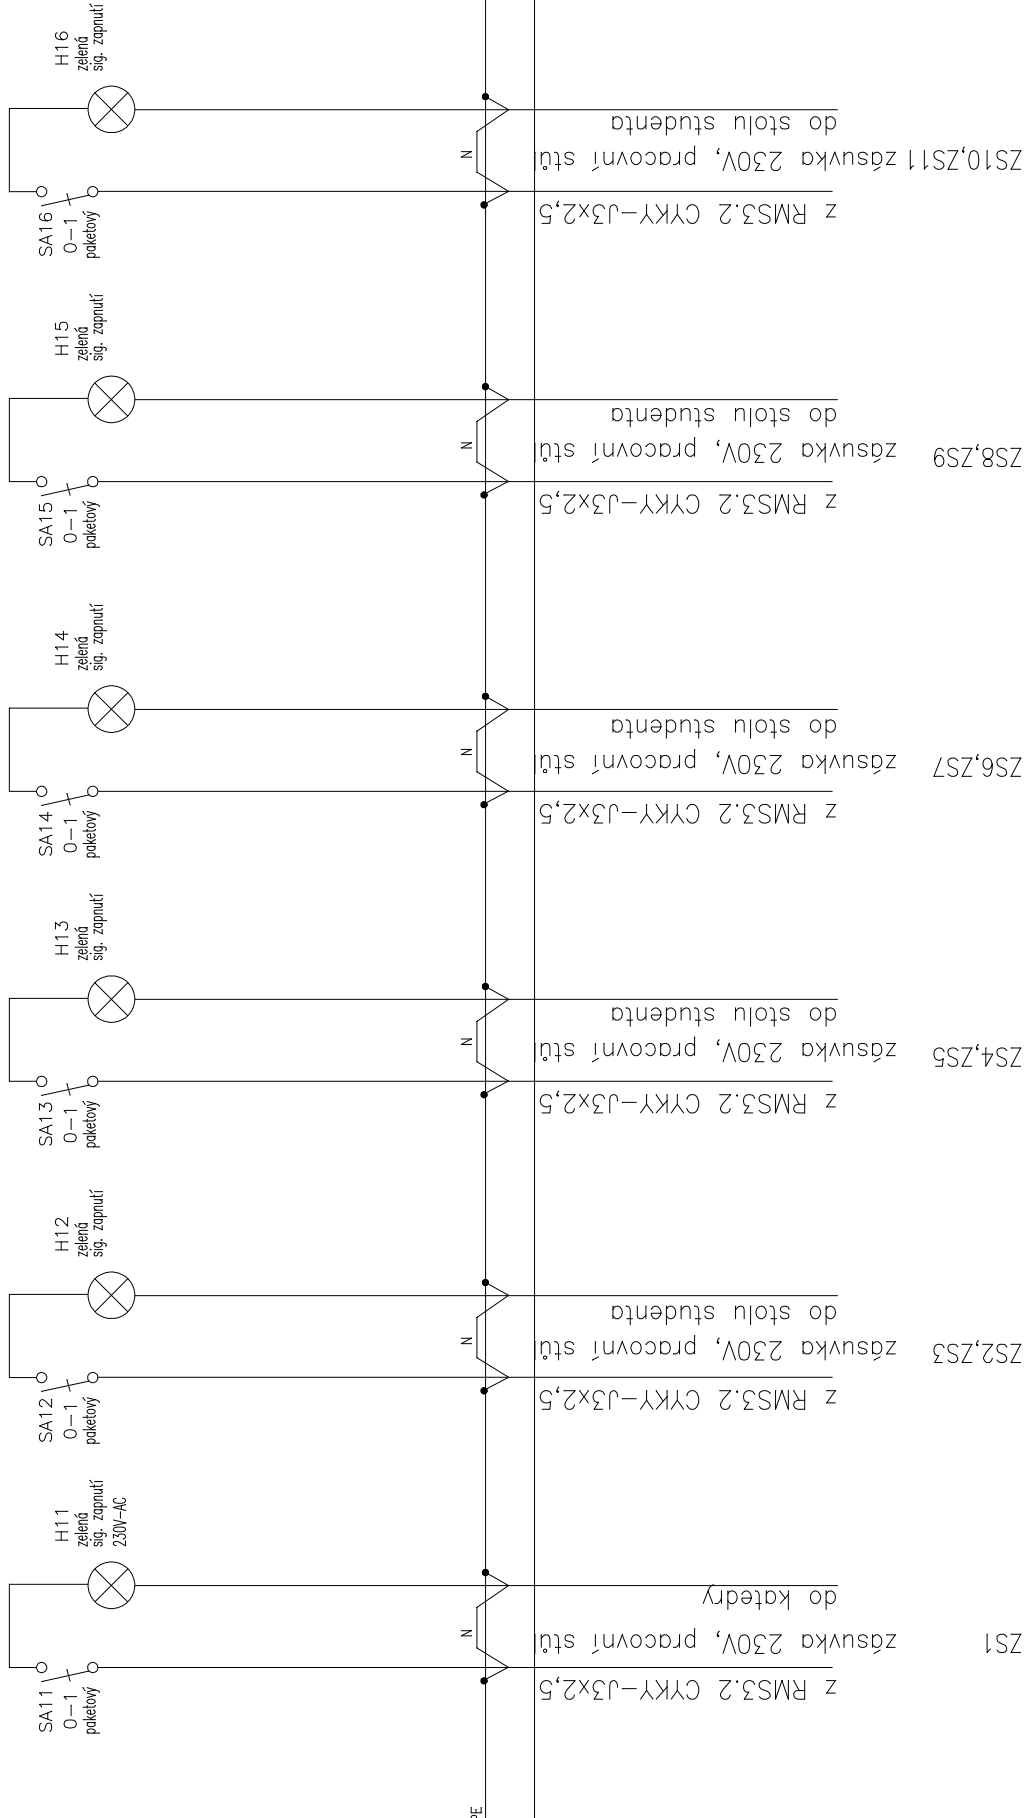 H16
zelená
sig. zapnutí
SA16
0-1
paketový
N
do stolu studenta
zásuvka 230V, pracovní stůl
ZS10,ZS11
z RMS3.2 CYKY-J3x2,5
H15
zelená
sig. zapnutí
SA15
0-1
paketový
N
do stolu studenta
zásuvka 230V, pracovní stůl
ZS8,ZS9
z RMS3.2 CYKY-J3x2,5
H14
zelená
sig. zapnutí
SA14
0-1
paketový
N
do stolu studenta
zásuvka 230V, pracovní stůl
ZS6,ZS7
z RMS3.2 CYKY-J3x2,5
H13
zelená
sig. zapnutí
SA13
0-1
paketový
N
do stolu studenta
zásuvka 230V, pracovní stůl
ZS4,ZS5
z RMS3.2 CYKY-J3x2,5
H12
zelená
sig. zapnutí
SA12
0-1
paketový
N
do stolu studenta
zásuvka 230V, pracovní stůl
ZS2,ZS3
z RMS3.2 CYKY-J3x2,5
H11
zelená
sig. zapnutí
230V-AC
SA11
0-1
paketový
N
do katedry
zásuvka 230V, pracovní stůl
ZS1
z RMS3.2 CYKY-J3x2,5
PE